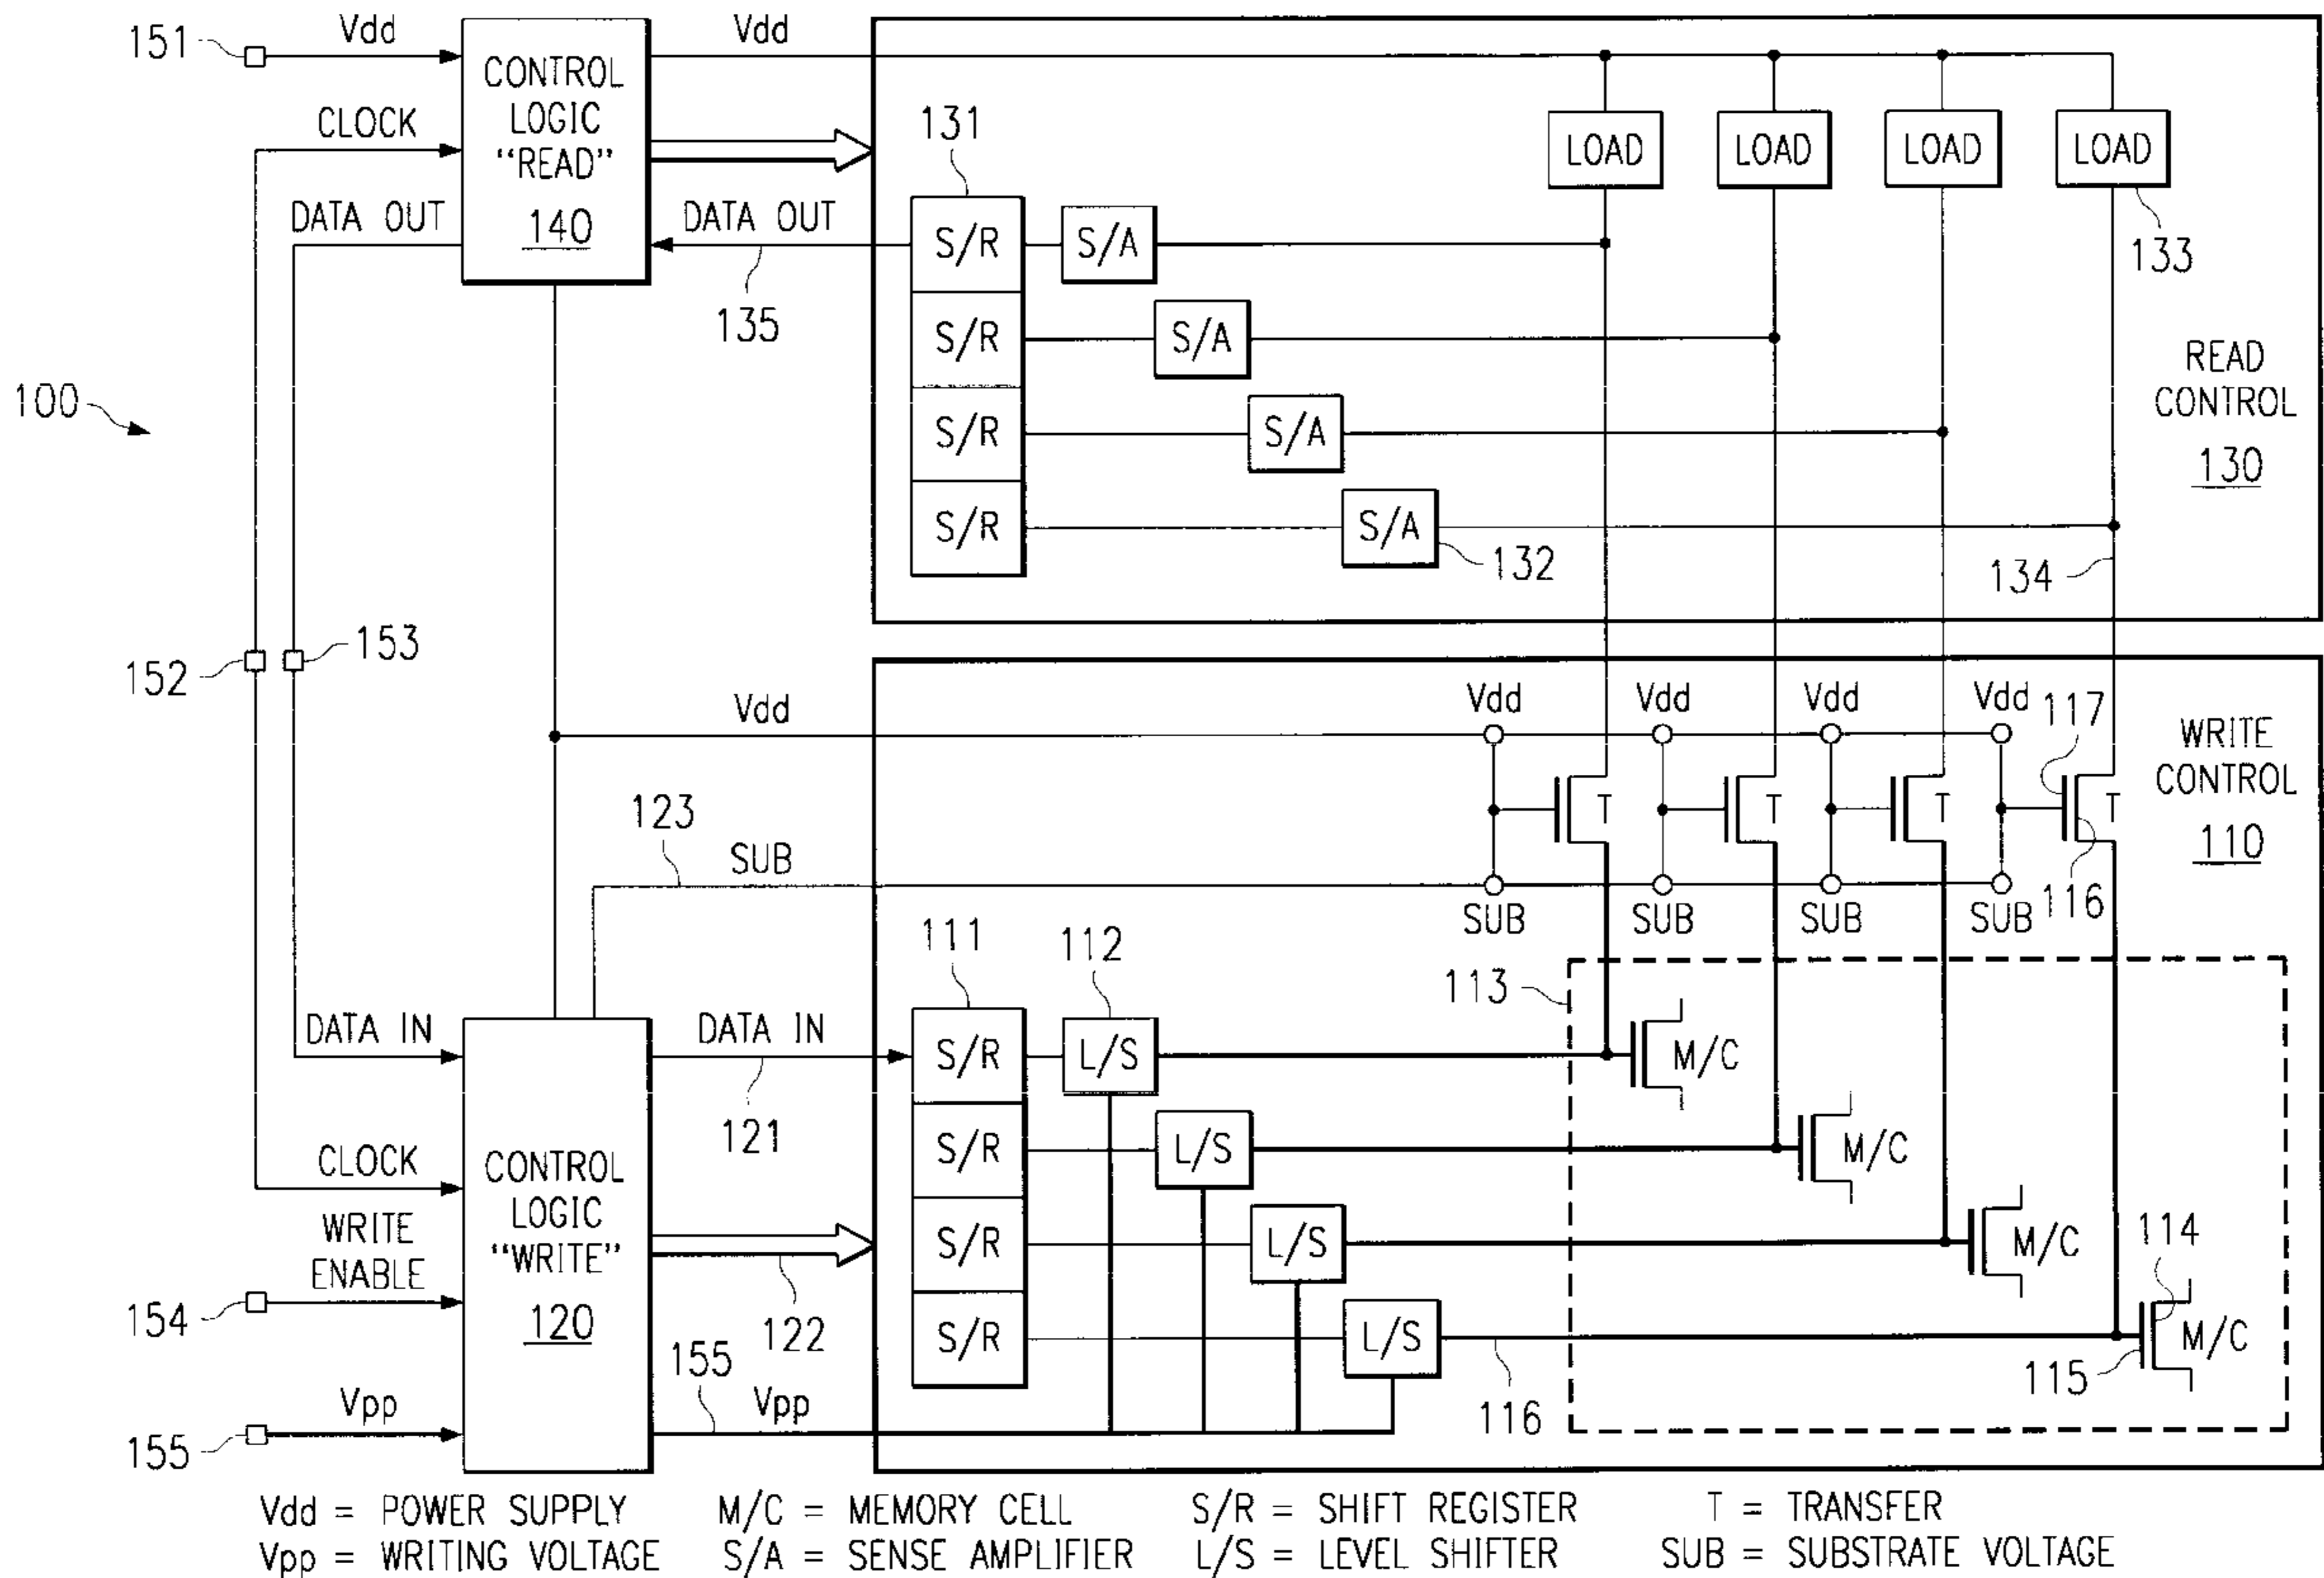 151
Vdd
CONTROL
LOGIC
“READ”
140
Vdd
CLOCK
DATA OUT
DATA OUT
135
131
S/R
S/R
S/R
S/R
S/A
S/A
S/A
S/A
132
LOAD
LOAD
LOAD
LOAD
133
READ
CONTROL
130
134
100
152
153
Vdd
Vdd
Vdd
Vdd
Vdd
117
WRITE
CONTROL
110
T
T
T
T
123
SUB
SUB
SUB
SUB
SUB
116
111
112
113
DATA IN
DATA IN
121
CLOCK
CONTROL
LOGIC
“WRITE”
120
WRITE
ENABLE
154
122
Vpp
155
155
Vpp
S/R
S/R
S/R
S/R
L/S
L/S
L/S
L/S
M/C
M/C
M/C
M/C
114
115
116
Vdd = POWER SUPPLY M/C = MEMORY CELL S/R = SHIFT REGISTER T = TRANSFER
Vpp = WRITING VOLTAGE S/A = SENSE AMPLIFIER L/S = LEVEL SHIFTER SUB = SUBSTRATE VOLTAGE